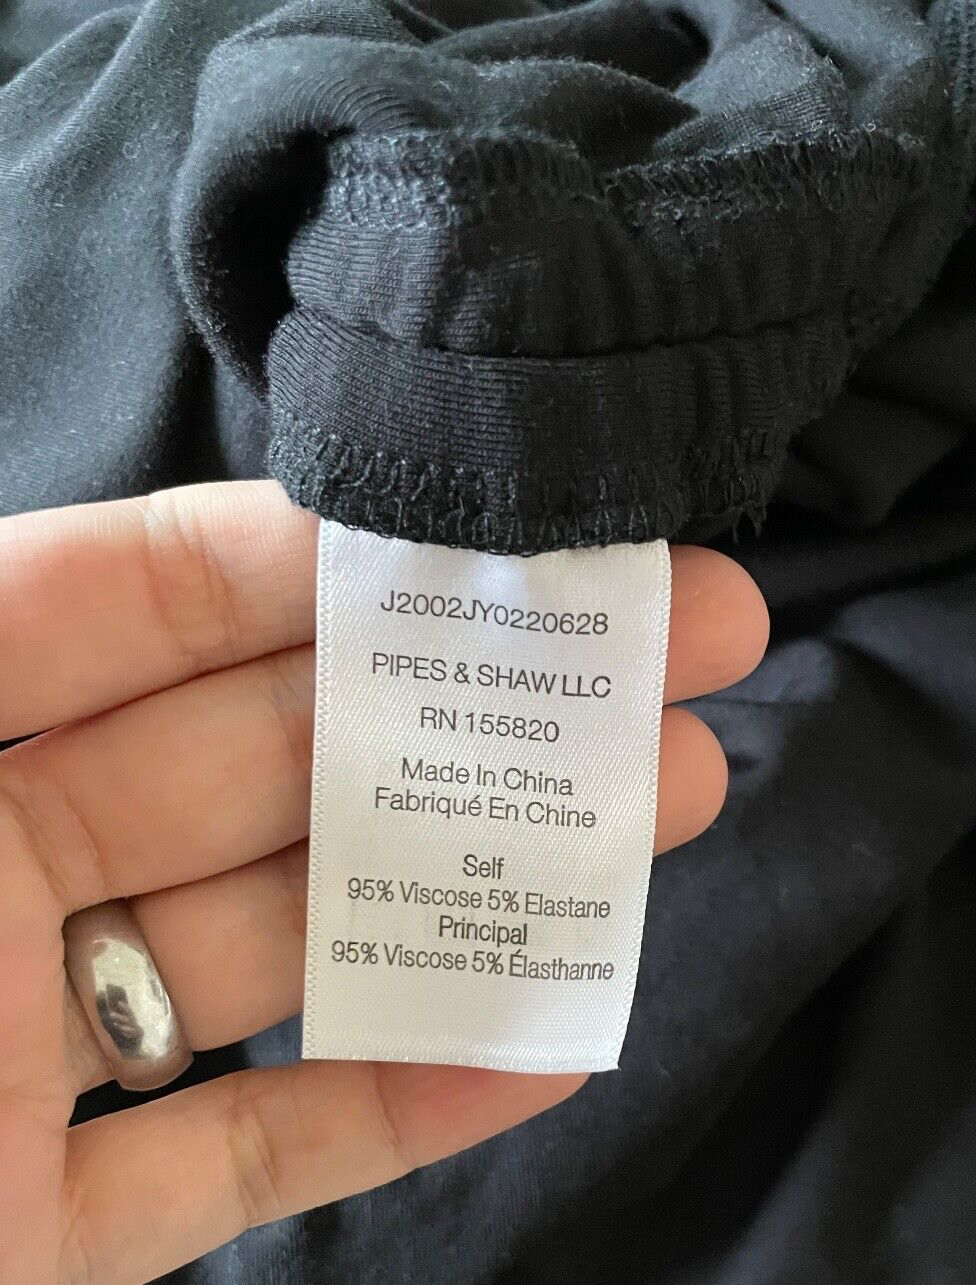 J2002JY0220628
PIPES & SHAW LLC
RN 155820
Made In China
Fabriqué En Chine
Self
95% Viscose 5% Elastane
Principal
95% Viscose 5% Élasthanne